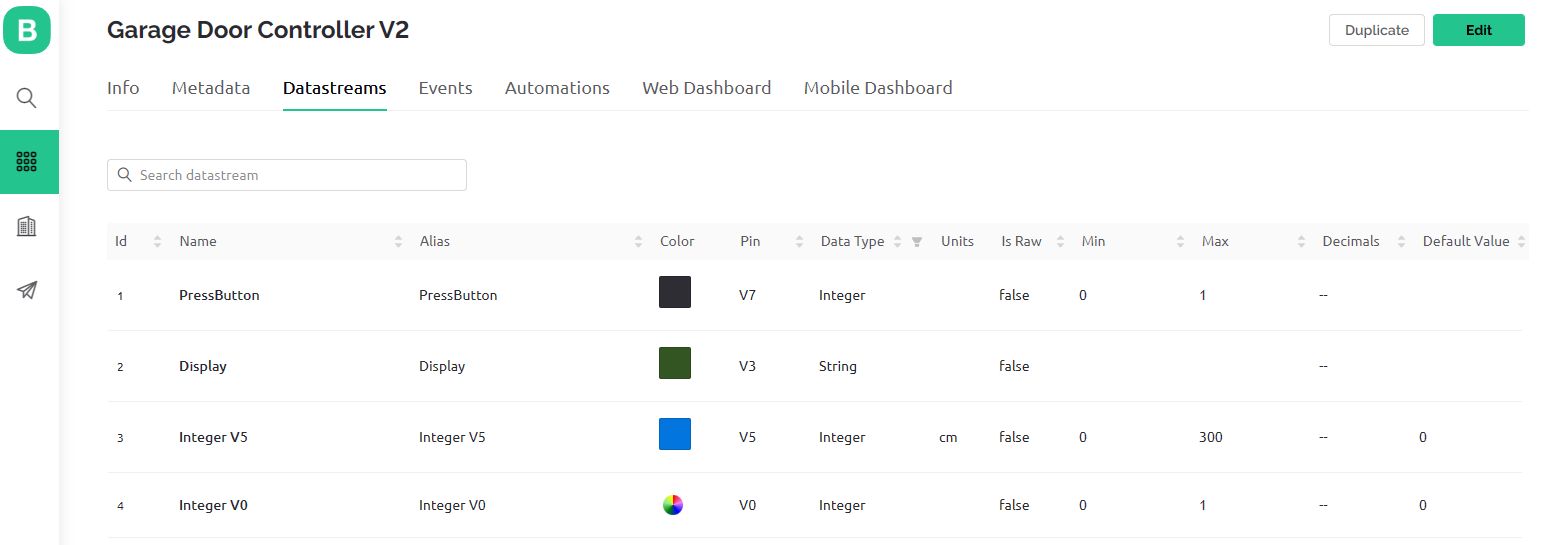 B
Garage Door Controller V2
Duplicate
Edit
Info Metadata Datastreams Events Automations Web Dashboard Mobile Dashboard
Search datastream
Id Name Alias Color Pin Data Type Units Is Raw Min Max Decimals Default Value
1 PressButton PressButton V7 Integer false 0 1 --
2 Display Display V3 String false --
3 Integer V5 Integer V5 V5 Integer cm false 0 300 -- 0
4 Integer V0 Integer V0 V0 Integer false 0 1 -- 0